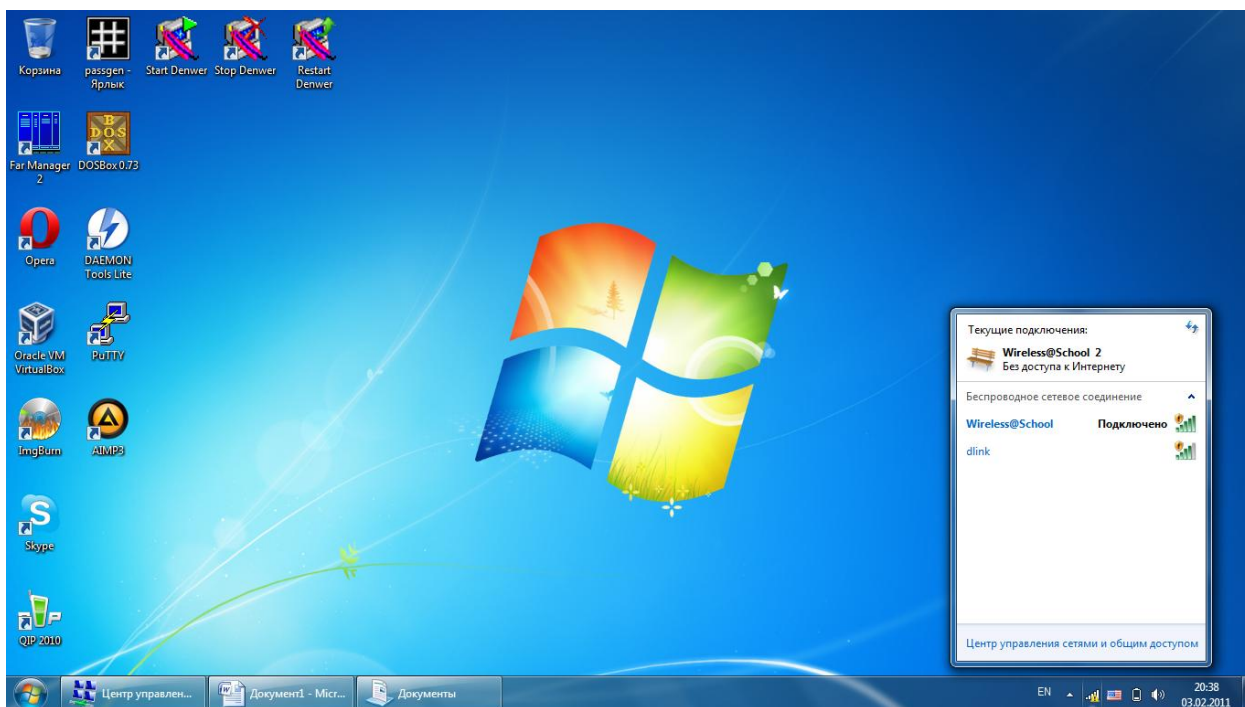 Корзина
passgen -
Ярлык
Start Denwer
Stop Denwer
Restart
Denwer
Far Manager
2
DOSBox 0.73
Opera
DAEMON
Tools Lite
Oracle VM
VirtualBox
PuTTY
ImgBurn
AIMP3
Skype
QIP 2010
Текущие подключения:
Wireless@School 2
Без доступа к Интернету
Беспроводное сетевое соединение
Wireless@School Подключено
dlink
Центр управления сетями и общим доступом
Центр управлен...
Документ1 - Micr...
Документы
EN
20:38
03.02.2011